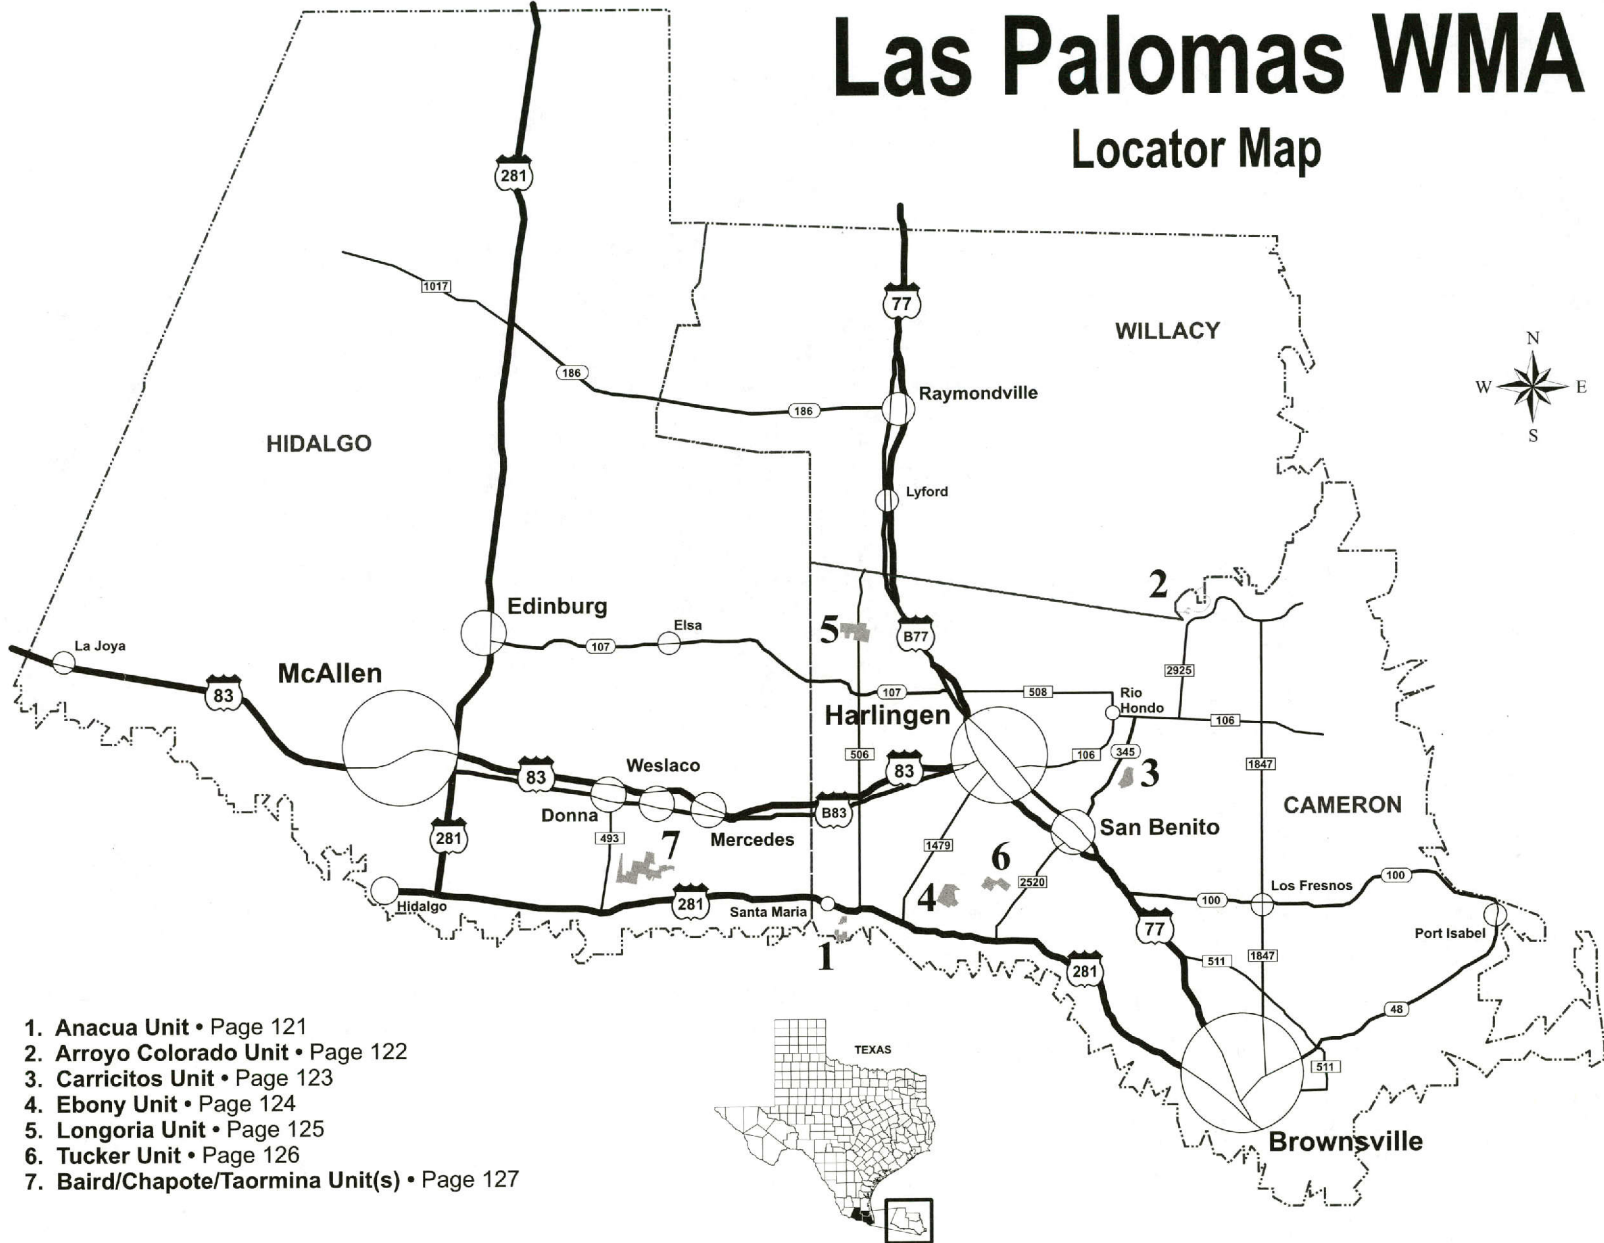 Las Palomas WMA
Locator Map
281
77
1017
WILLACY
N
W E
S
186
186
Raymondville
HIDALGO
Lyford
2
Edinburg
Elsa
5
B77
La Joya
107
McAllen
2925
83
107
508
Rio
Hondo
Harlingen
106
506
106
345
Weslaco
83
83
3
1847
Donna
B83
CAMERON
281
493
Mercedes
San Benito
7
1479
6
2520
4
Los Fresnos
100
100
Hidalgo
281
Santa Maria
77
Port Isabel
1
281
511
1847
48
511
Brownsville
1. Anacua Unit • Page 121
2. Arroyo Colorado Unit • Page 122
3. Carricitos Unit • Page 123
4. Ebony Unit • Page 124
5. Longoria Unit • Page 125
6. Tucker Unit • Page 126
7. Baird/Chapote/Taormina Unit(s) • Page 127
TEXAS